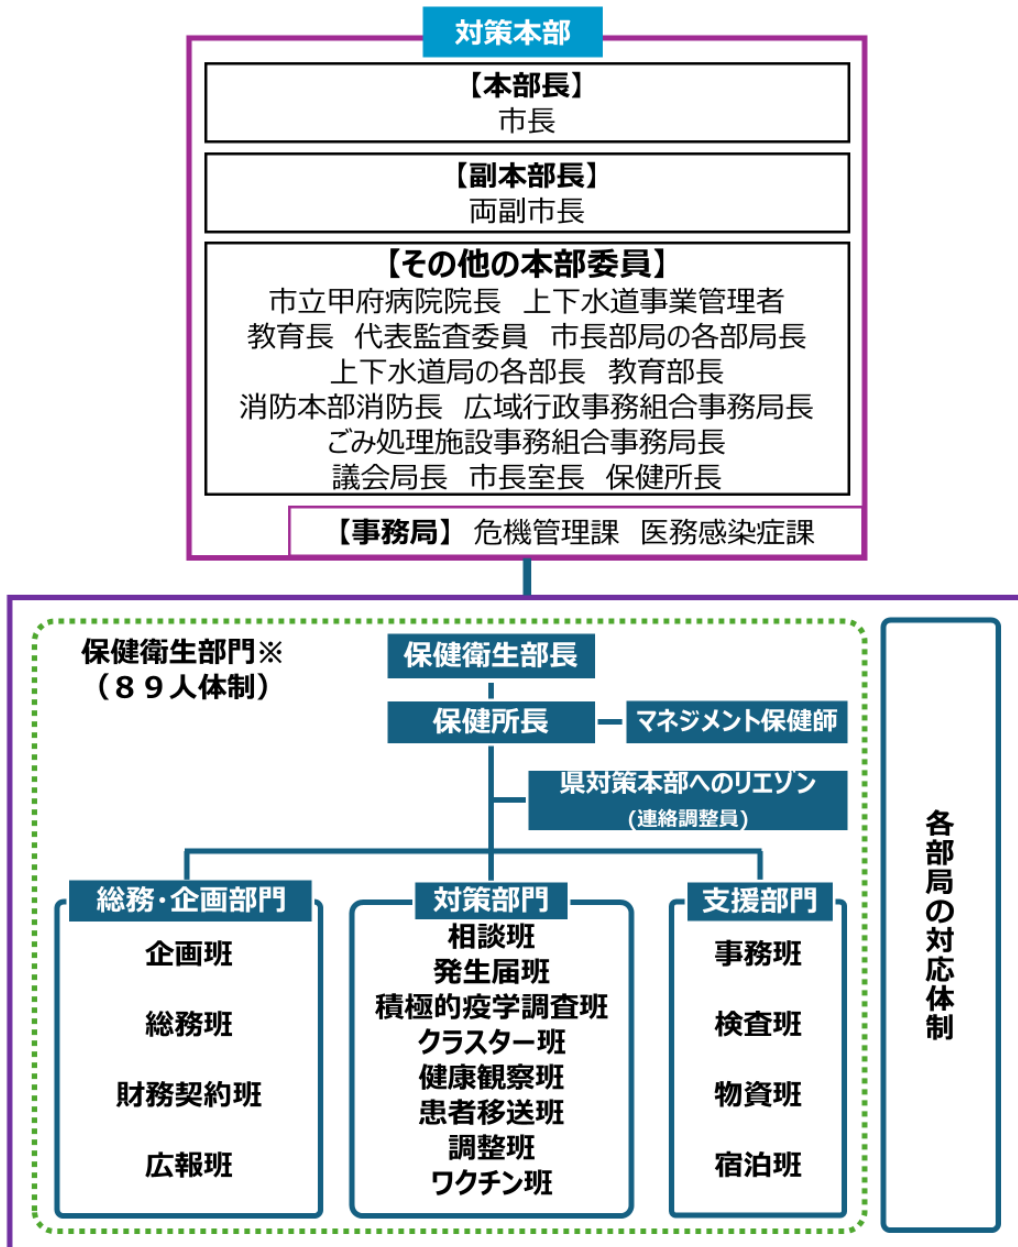 対策本部
【本部長】
市長
【副本部長】
両副市長
【その他の本部委員】
市立甲府病院院長 上下水道事業管理者
教育長 代表監査委員 市長部局の各部局長
上下水道局の各部長 教育部長
消防本部消防長 広域行政事務組合事務局長
ごみ処理施設事務組合事務局長
議会局長 市長室長 保健所長
【事務局】危機管理課 医務感染症課
保健衛生部門※
（８９人体制）
保健衛生部長
保健所長
マネジメント保健師
県対策本部へのリエゾン
(連絡調整員)
総務・企画部門
企画班
総務班
財務契約班
広報班
対策部門
相談班
発生届班
積極的疫学調査班
クラスター班
健康観察班
患者移送班
調整班
ワクチン班
支援部門
事務班
検査班
物資班
宿泊班
各部局の対応体制